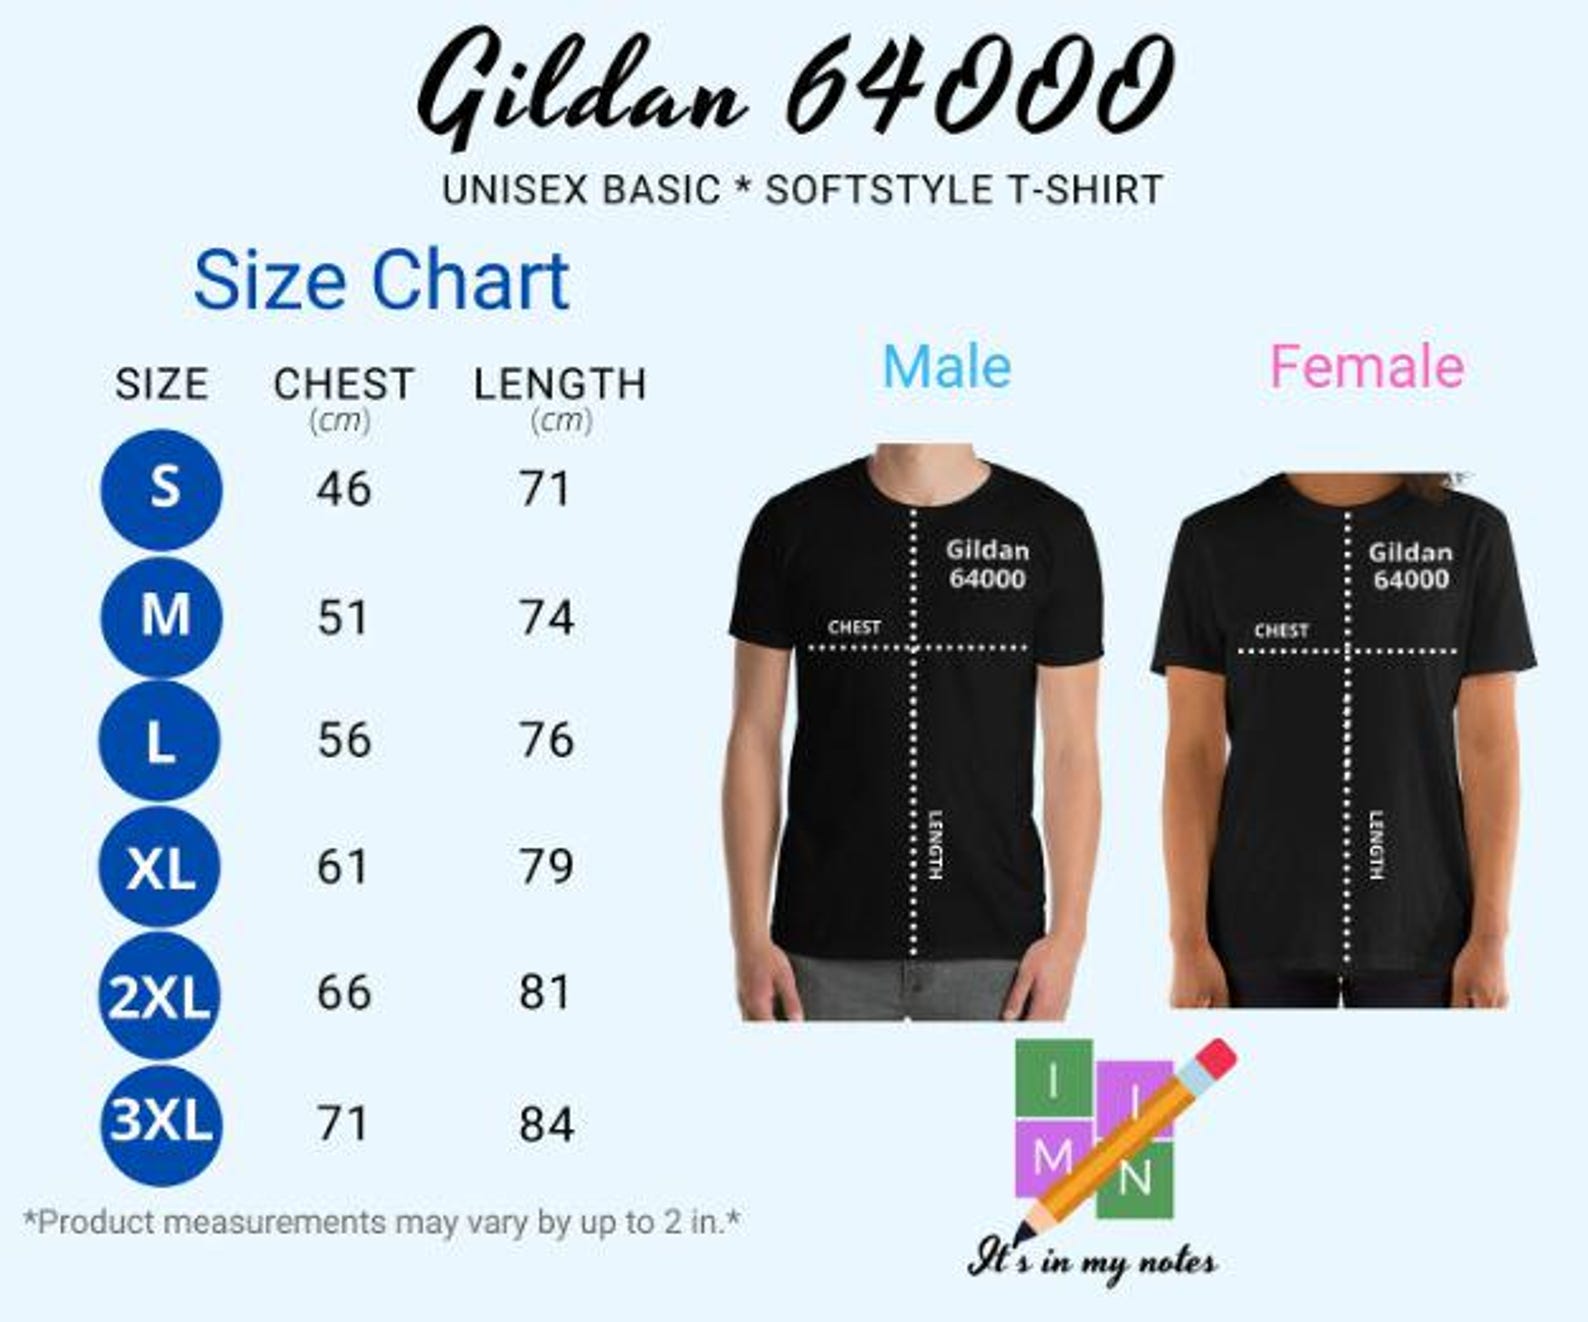 Gildan 64000
UNISEX BASIC * SOFTSTYLE T-SHIRT
Size Chart
SIZE CHEST LENGTH
(cm) (cm)
S 46 71
M 51 74
L 56 76
XL 61 79
2XL 66 81
3XL 71 84
*Product measurements may vary by up to 2 in.*
Male
Gildan
64000
CHEST
LENGTH
Female
Gildan
64000
CHEST
LENGTH
I I
M N
It's in my notes